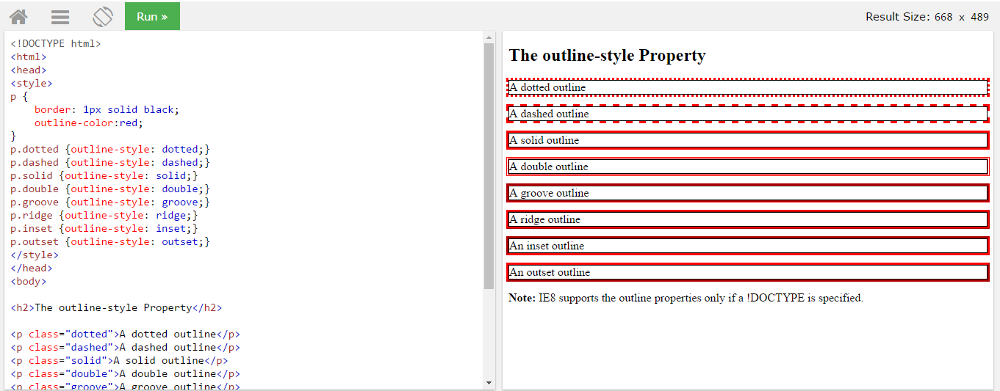 Run »
Result Size: 668 x 489
<!DOCTYPE html>
<html>
<head>
<style>
p {
    border: 1px solid black;
    outline-color:red;
}
p.dotted {outline-style: dotted;}
p.dashed {outline-style: dashed;}
p.solid {outline-style: solid;}
p.double {outline-style: double;}
p.groove {outline-style: groove;}
p.ridge {outline-style: ridge;}
p.inset {outline-style: inset;}
p.outset {outline-style: outset;}
</style>
</head>
<body>
<h2>The outline-style Property</h2>
<p class="dotted">A dotted outline</p>
<p class="dashed">A dashed outline</p>
<p class="solid">A solid outline</p>
<p class="double">A double outline</p>
<p class="groove">A groove outline</p>
The outline-style Property
A dotted outline
A dashed outline
A solid outline
A double outline
A groove outline
A ridge outline
An inset outline
An outset outline
Note: IE8 supports the outline properties only if a !DOCTYPE is specified.